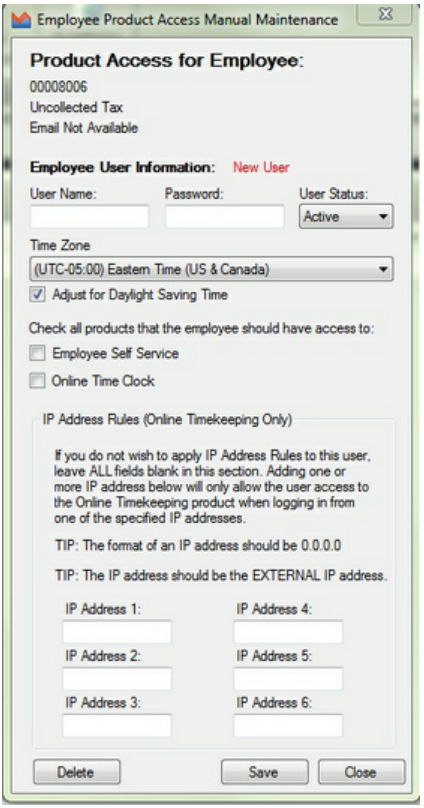 Employee Product Access Manual Maintenance
Product Access for Employee:
00008006
Uncollected Tax
Email Not Available
Employee User Information: New User
User Name: Password: User Status:
Active
Time Zone
(UTC-05:00) Eastern Time (US & Canada)
Adjust for Daylight Saving Time
Check all products that the employee should have access to:
Employee Self Service
Online Time Clock
IP Address Rules (Online Timekeeping Only)
If you do not wish to apply IP Address Rules to this user,
leave ALL fields blank in this section. Adding one or
more IP address below will only allow the user access to
the Online Timekeeping product when logging in from
one of the specified IP addresses.
TIP: The format of an IP address should be 0.0.0.0
TIP: The IP address should be the EXTERNAL IP address.
IP Address 1: IP Address 4:
IP Address 2: IP Address 5:
IP Address 3: IP Address 6:
Delete Save Close